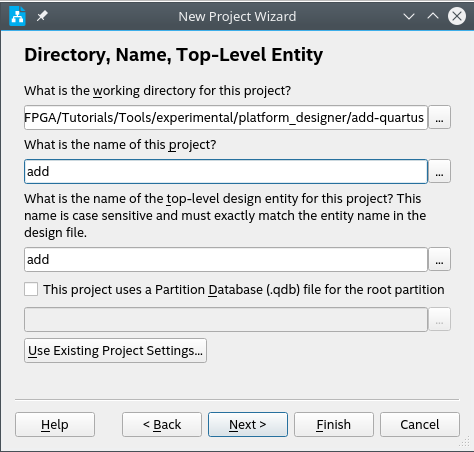 New Project Wizard
Directory, Name, Top-Level Entity
What is the working directory for this project?
FPGA/Tutorials/Tools/experimental/platform_designer/add-quartus ...
What is the name of this project?
add ...
What is the name of the top-level design entity for this project? This
name is case sensitive and must exactly match the entity name in the
design file.
add ...
This project uses a Partition Database (.qdb) file for the root partition
...
Use Existing Project Settings...
Help < Back Next > Finish Cancel